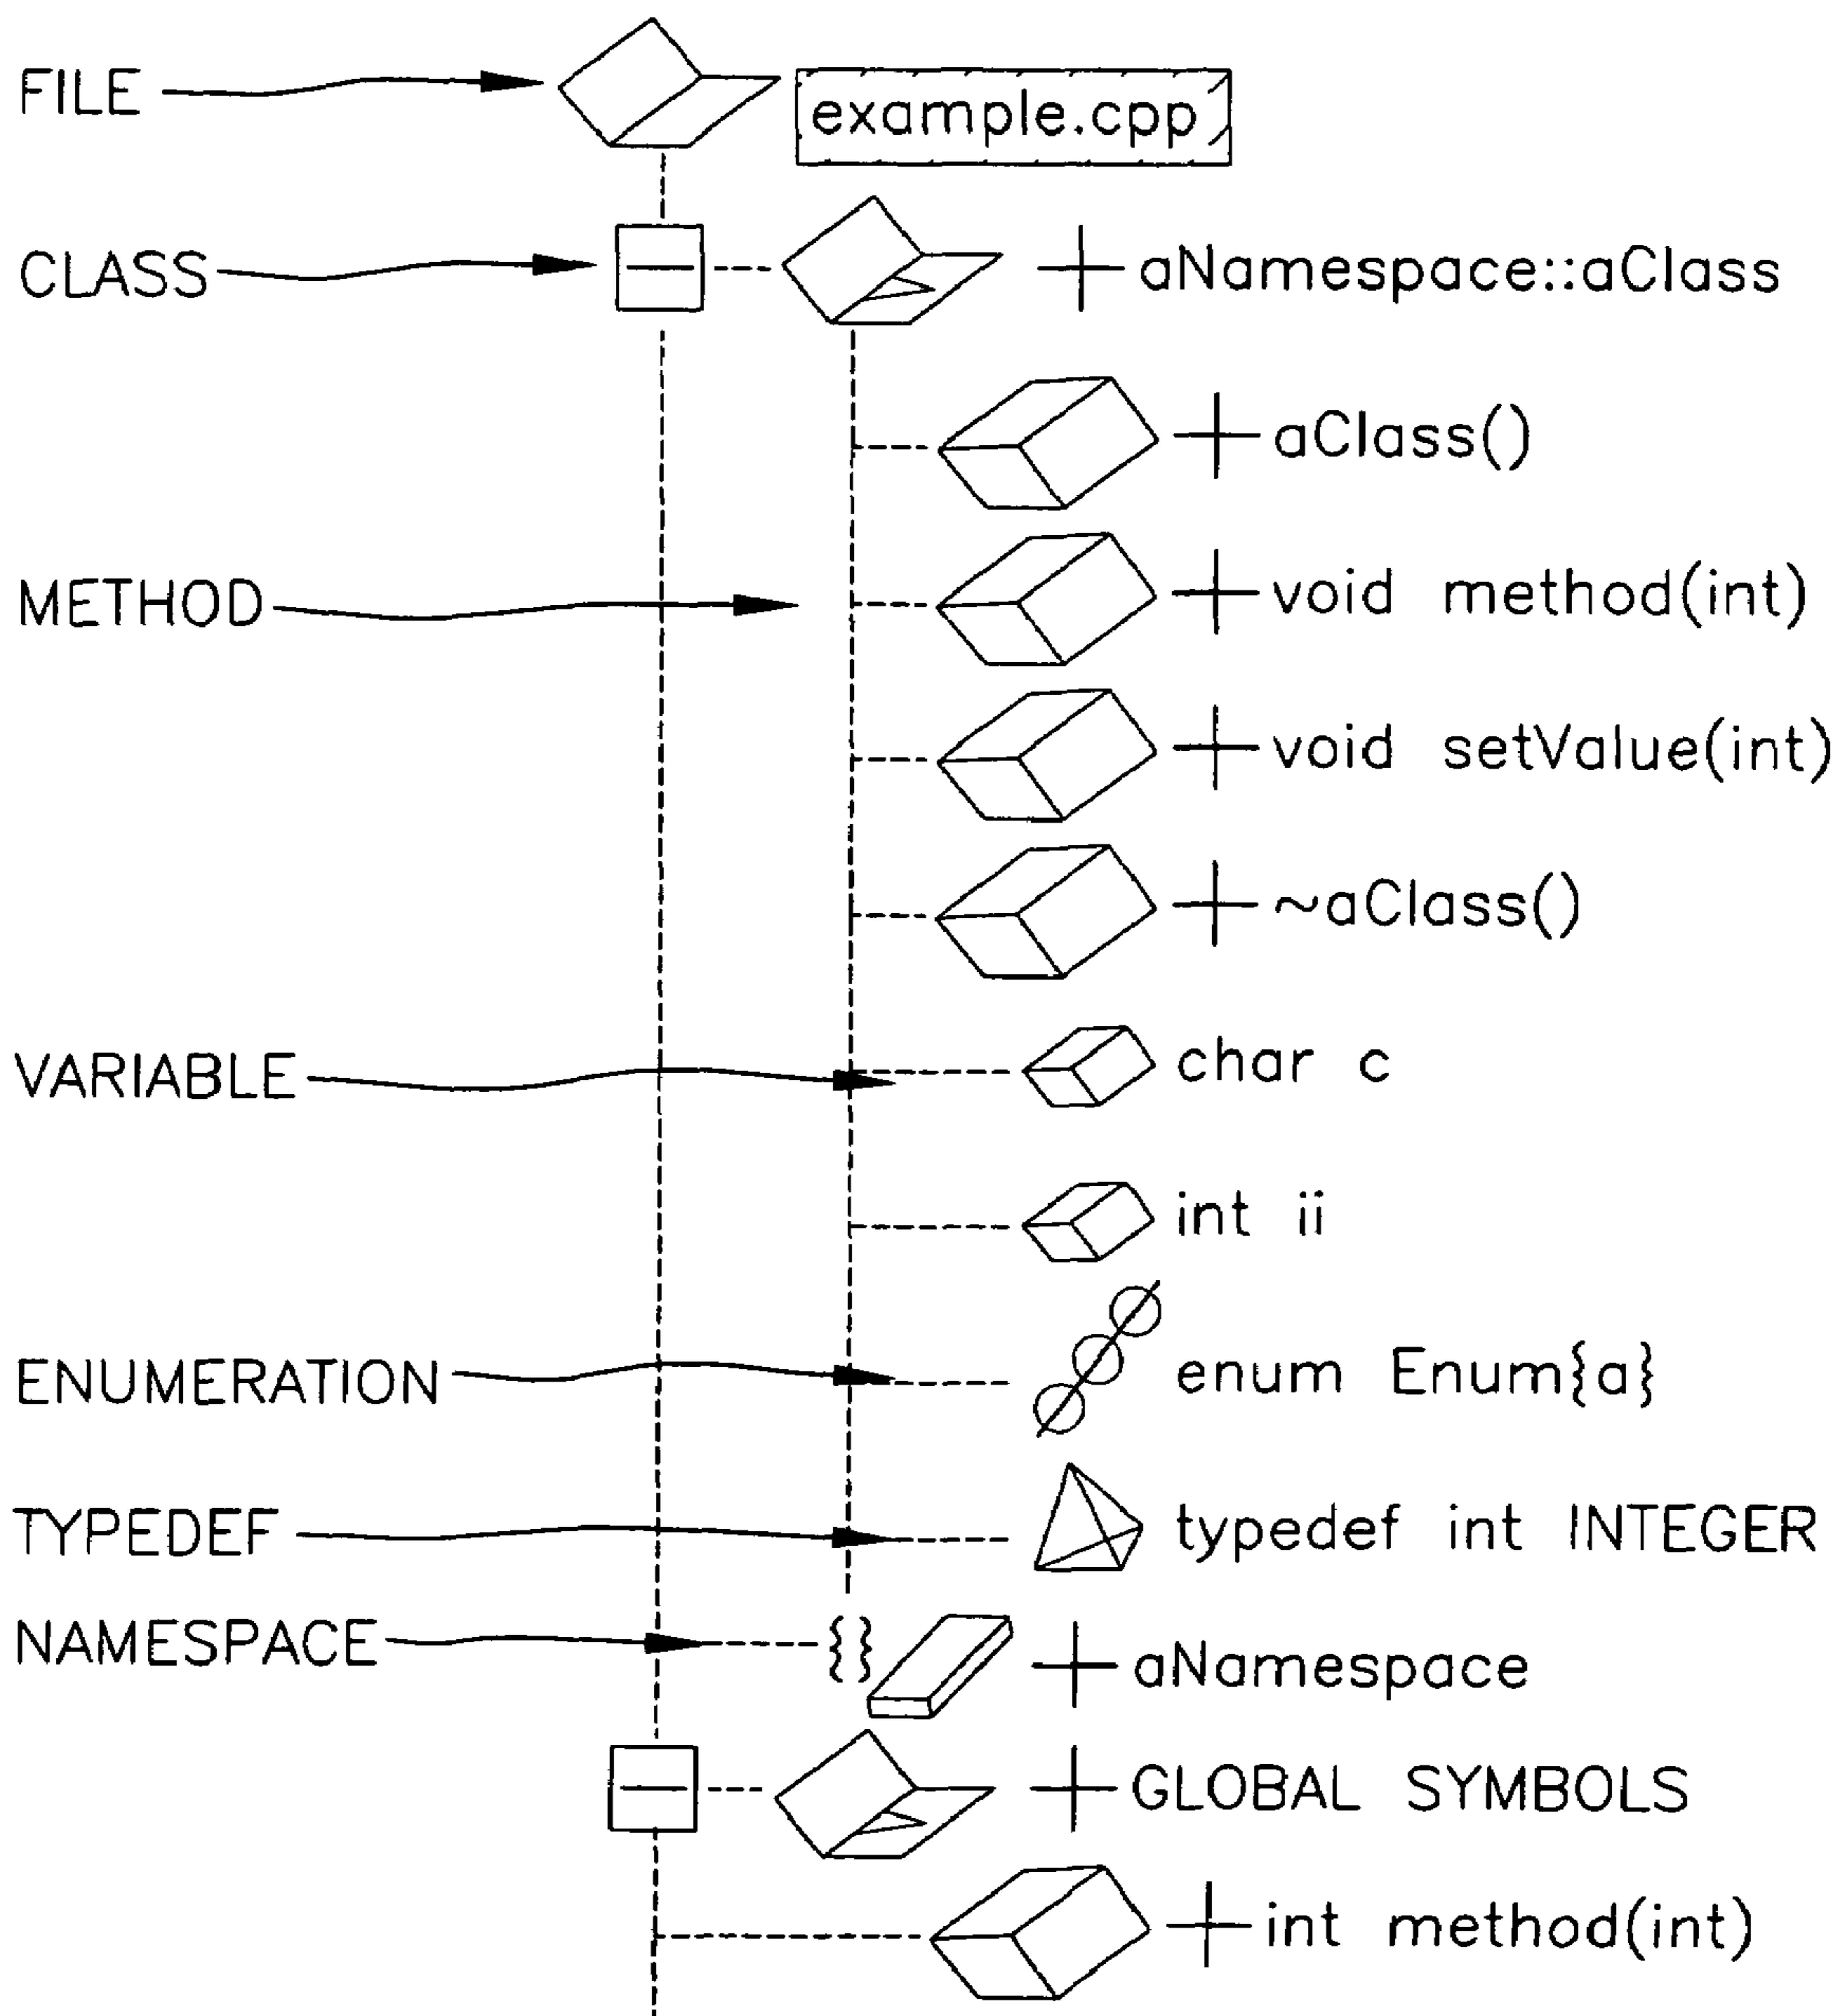 FILE example.cpp
CLASS aNamespace::aClass
aClass()
METHOD void method(int)
void setValue(int)
~aClass()
VARIABLE char c
int ii
ENUMERATION enum Enum{a}
TYPEDEF typedef int INTEGER
NAMESPACE {} aNamespace
GLOBAL SYMBOLS
int method(int)